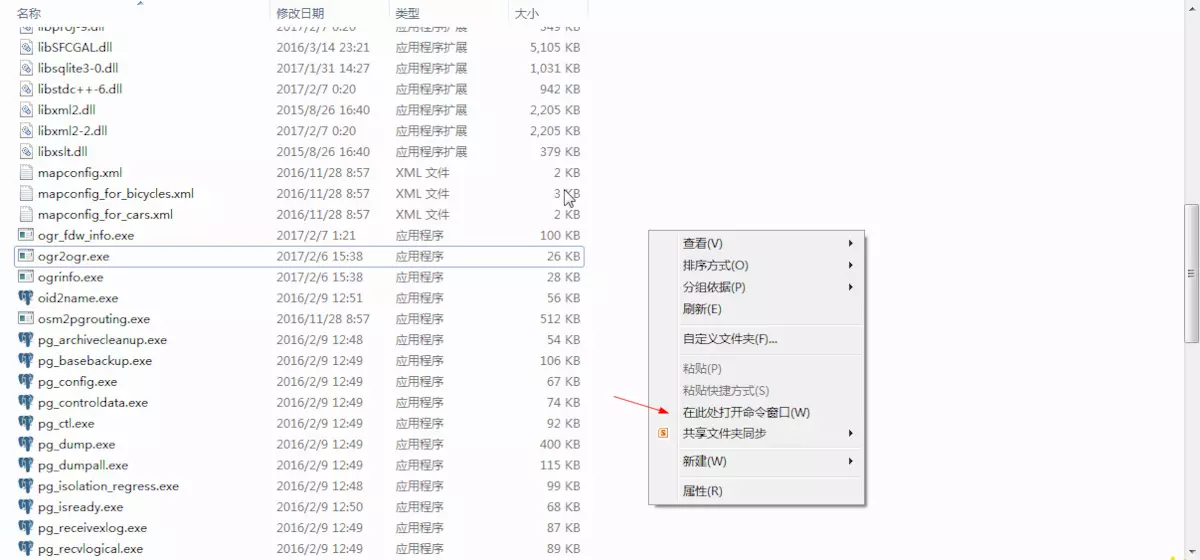 名称 修改日期 类型 大小
libproj-9.dll 2017/2/7 0:20 应用程序扩展 349 KB
libSFCGAL.dll 2016/3/14 23:21 应用程序扩展 5,105 KB
libsqlite3-0.dll 2017/1/31 14:27 应用程序扩展 1,031 KB
libstdc++-6.dll 2017/2/7 0:20 应用程序扩展 942 KB
libxml2.dll 2015/8/26 16:40 应用程序扩展 2,205 KB
libxml2-2.dll 2017/2/7 0:20 应用程序扩展 2,205 KB
libxslt.dll 2015/8/26 16:40 应用程序扩展 379 KB
mapconfig.xml 2016/11/28 8:57 XML 文件 2 KB
mapconfig_for_bicycles.xml 2016/11/28 8:57 XML 文件 3 KB
mapconfig_for_cars.xml 2016/11/28 8:57 XML 文件 2 KB
ogr_fdw_info.exe 2017/2/7 1:21 应用程序 100 KB
ogr2ogr.exe 2017/2/6 15:38 应用程序 26 KB
ogrinfo.exe 2017/2/6 15:38 应用程序 28 KB
oid2name.exe 2016/2/9 12:51 应用程序 56 KB
osm2pgrouting.exe 2016/11/28 8:57 应用程序 512 KB
pg_archivecleanup.exe 2016/2/9 12:48 应用程序 54 KB
pg_basebackup.exe 2016/2/9 12:49 应用程序 106 KB
pg_config.exe 2016/2/9 12:49 应用程序 67 KB
pg_controldata.exe 2016/2/9 12:49 应用程序 74 KB
pg_ctl.exe 2016/2/9 12:49 应用程序 92 KB
pg_dump.exe 2016/2/9 12:49 应用程序 400 KB
pg_dumpall.exe 2016/2/9 12:49 应用程序 115 KB
pg_isolation_regress.exe 2016/2/9 12:48 应用程序 99 KB
pg_isready.exe 2016/2/9 12:50 应用程序 68 KB
pg_receivexlog.exe 2016/2/9 12:49 应用程序 87 KB
pg_recvlogical.exe 2016/2/9 12:49 应用程序 89 KB
查看(V)
排序方式(O)
分组依据(P)
刷新(E)
自定义文件夹(F)...
粘贴(P)
粘贴快捷方式(S)
在此处打开命令窗口(W)
共享文件夹同步
新建(W)
属性(R)